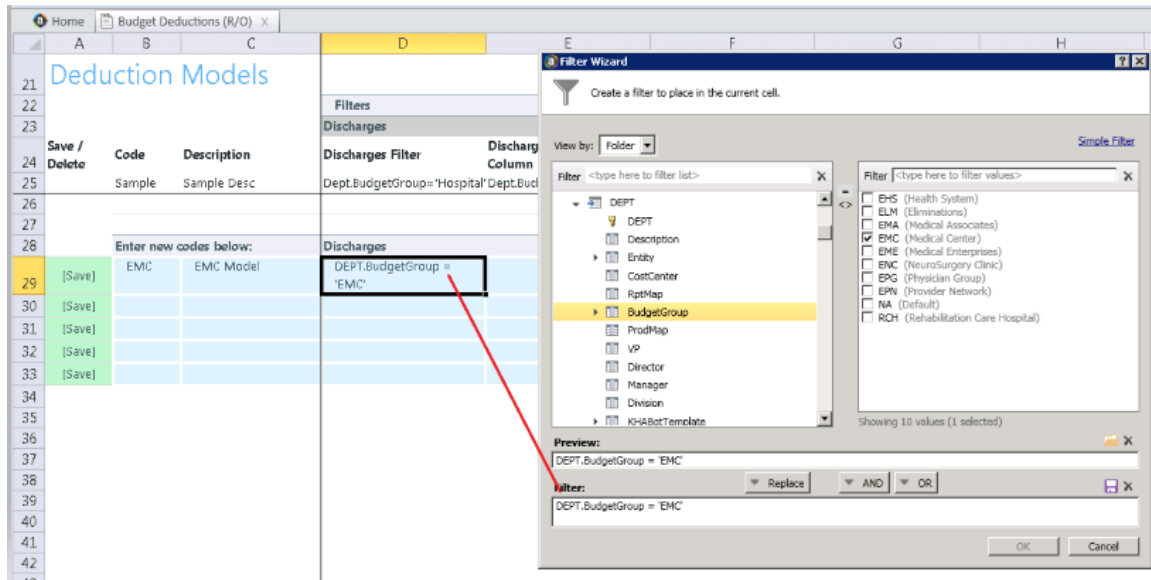 Home Budget Deductions (R/O) ×
A B C D E F G H
21 Deduction Models
22 Filters
23 Discharges
24 Save / Delete Code Description Discharges Filter Discharg Column
25 Sample Sample Desc Dept.BudgetGroup='Hospital' Dept.Bud
26
27
28 Enter new codes below: Discharges
29 [Save] EMC EMC Model DEPT.BudgetGroup = 'EMC'
30 [Save]
31 [Save]
32 [Save]
33 [Save]
34
35
36
37
38
39
40
41
42
Filter Wizard
Create a filter to place in the current cell.
View by: Folder
Simple Filter
Filter <type here to filter list>
DEPT
DEPT
Description
Entity
CostCenter
RptMap
BudgetGroup
ProdMap
VP
Director
Manager
Division
KHABgtTemplate
Filter <type here to filter values>
EHS (Health System)
ELM (Eliminations)
EMA (Medical Associates)
EMC (Medical Center)
EME (Medical Enterprises)
ENC (NeuroSurgery Clinic)
EPG (Physician Group)
EPN (Provider Network)
NA (Default)
RCH (Rehabilitation Care Hospital)
Showing 10 values (1 selected)
Preview:
DEPT.BudgetGroup = 'EMC'
Filter:
Replace AND OR
DEPT.BudgetGroup = 'EMC'
OK Cancel